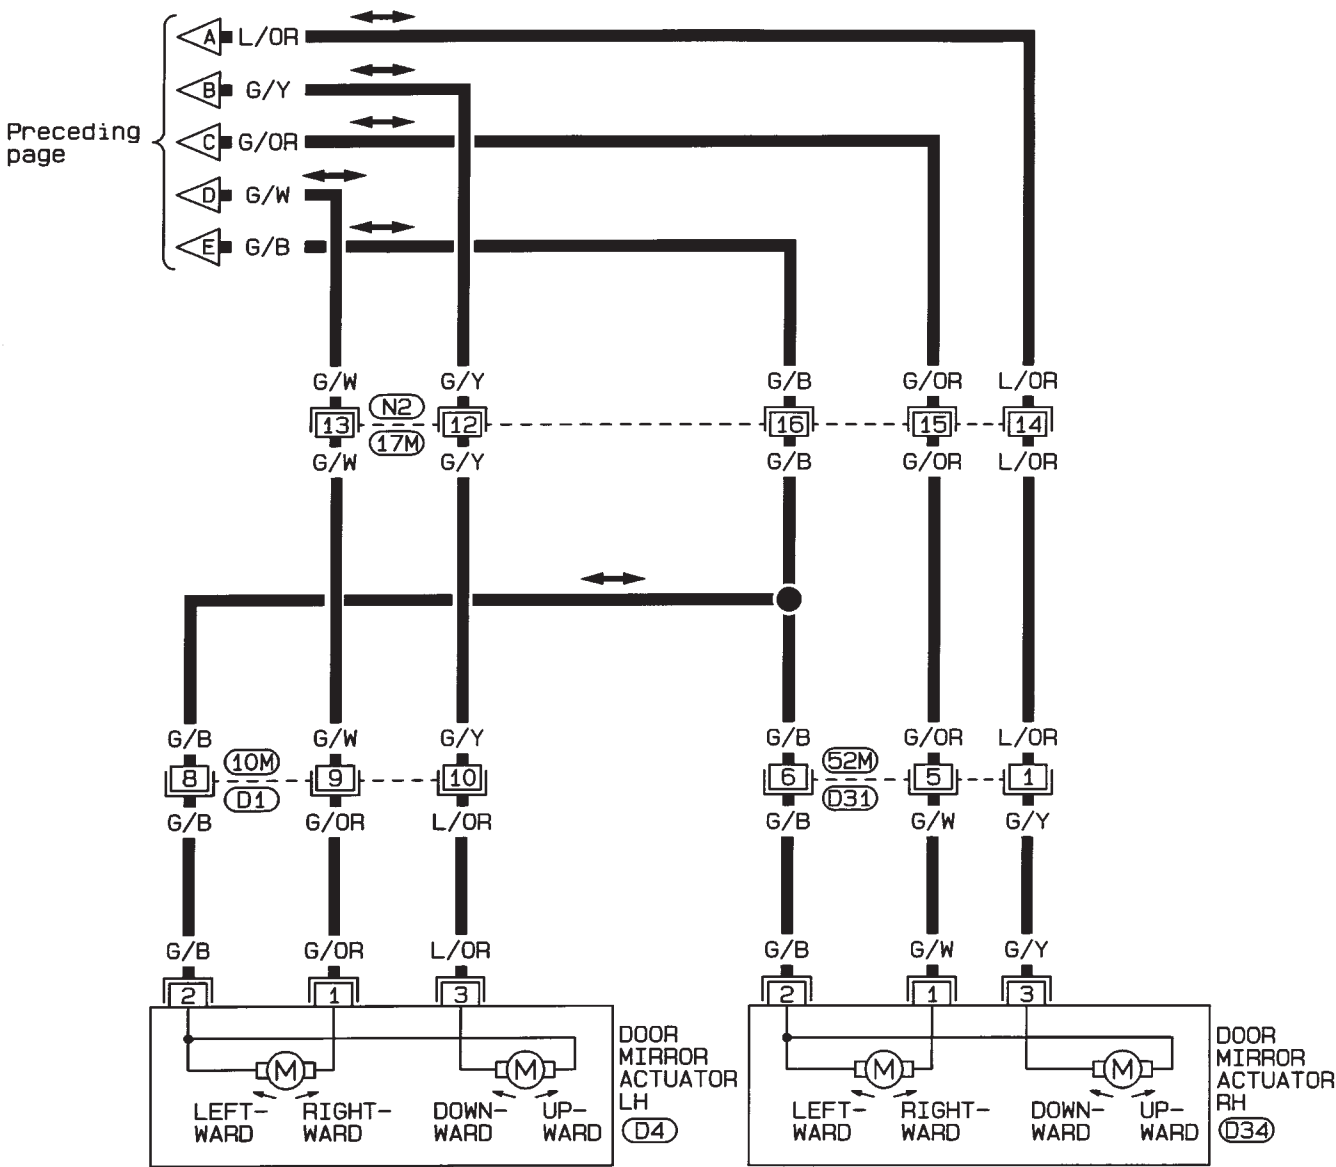 A L/OR
B G/Y
Preceding
page
C G/OR
D G/W
E G/B
G/W G/Y G/B G/OR L/OR
N2
13 12 16 15 14
17M
G/W G/Y G/B G/OR L/OR
G/B G/W G/Y G/B G/OR L/OR
10M 52M
8 9 10 6 5 1
D1 D31
G/B G/OR L/OR G/B G/W G/Y
G/B G/OR L/OR G/B G/W G/Y
2 1 3 2 1 3
M M M M
DOOR
MIRROR
ACTUATOR
LH
D4
LEFT-
WARD
RIGHT-
WARD
DOWN-
WARD
UP-
WARD
DOOR
MIRROR
ACTUATOR
RH
D34
LEFT-
WARD
RIGHT-
WARD
DOWN-
WARD
UP-
WARD